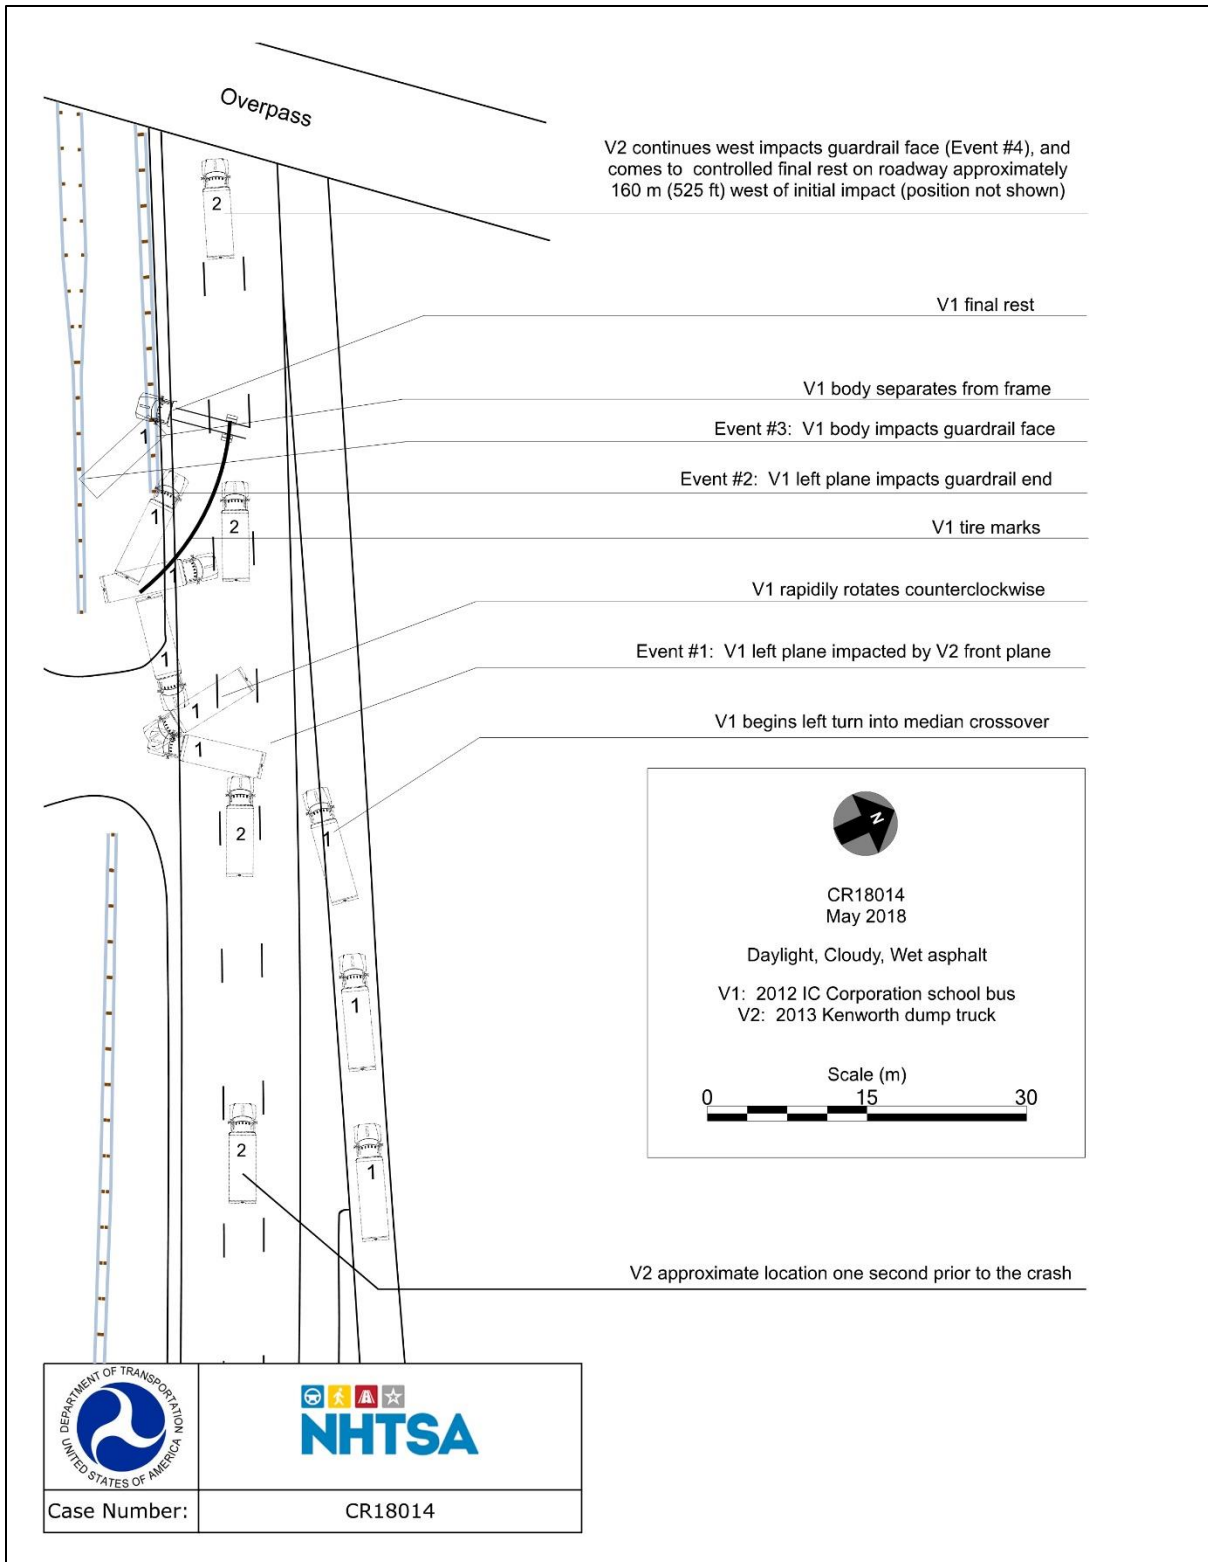 Overpass
V2 continues west impacts guardrail face (Event #4), and
comes to  controlled final rest on roadway approximately
160 m (525 ft) west of initial impact (position not shown)
2
V1 final rest
V1 body separates from frame
1
Event #3:  V1 body impacts guardrail face
Event #2:  V1 left plane impacts guardrail end
1
2
V1 tire marks
1
V1 rapidily rotates counterclockwise
Event #1:  V1 left plane impacted by V2 front plane
1
1
V1 begins left turn into median crossover
1
2
1
N
CR18014
May 2018
Daylight, Cloudy, Wet asphalt
V1:  2012 IC Corporation school bus
V2:  2013 Kenworth dump truck
1
Scale (m)
0 15 30
2
1
V2 approximate location one second prior to the crash
DEPARTMENT OF TRANSPORTATION
UNITED STATES OF AMERICA
NHTSA
Case Number:
CR18014